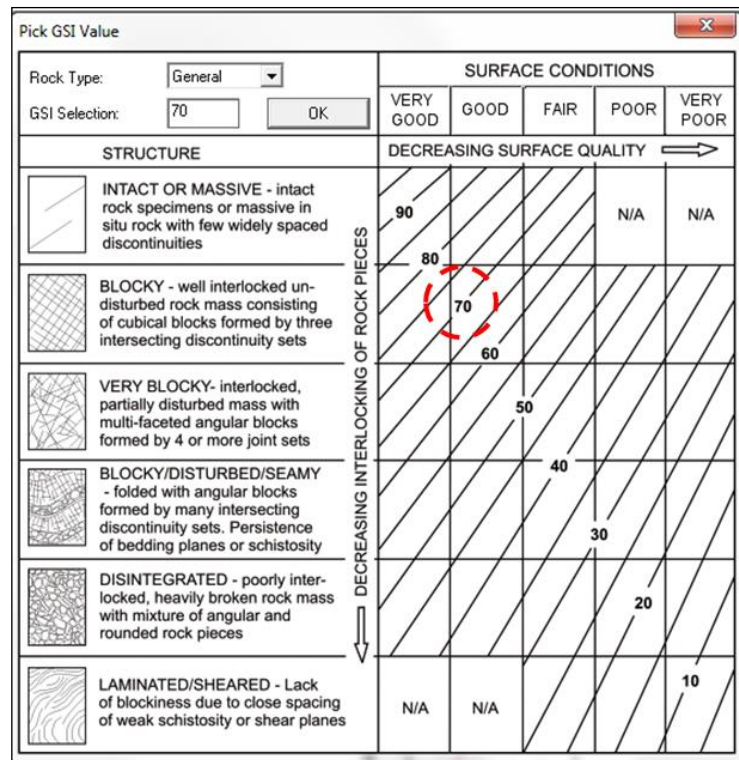 Pick GSI Value
x
Rock Type:
General
GSI Selection:
70
OK
SURFACE CONDITIONS
VERY
GOOD
GOOD
FAIR
POOR
VERY
POOR
STRUCTURE
DECREASING SURFACE QUALITY
INTACT OR MASSIVE - intact
rock specimens or massive in
situ rock with few widely spaced
discontinuities
BLOCKY - well interlocked un-
disturbed rock mass consisting
of cubical blocks formed by three
intersecting discontinuity sets
VERY BLOCKY- interlocked,
partially disturbed mass with
multi-faceted angular blocks
formed by 4 or more joint sets
BLOCKY/DISTURBED/SEAMY
- folded with angular blocks
formed by many intersecting
discontinuity sets. Persistence
of bedding planes or schistosity
DISINTEGRATED - poorly inter-
locked, heavily broken rock mass
with mixture of angular and
rounded rock pieces
LAMINATED/SHEARED - Lack
of blockiness due to close spacing
of weak schistosity or shear planes
DECREASING INTERLOCKING OF ROCK PIECES
90
N/A
N/A
80
70
60
50
40
30
20
10
N/A
N/A